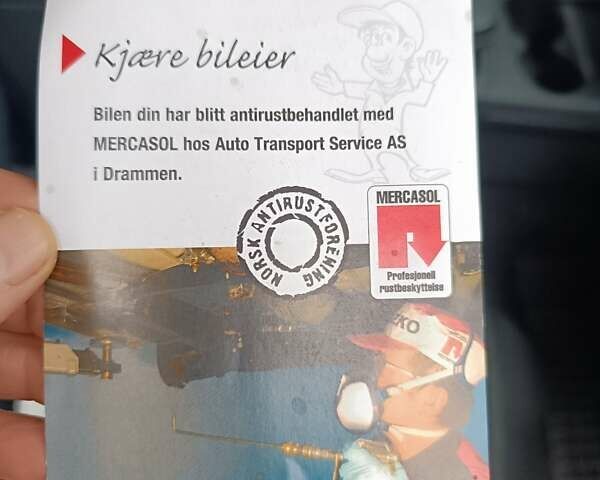 Kjære bileier
Bilen din har blitt antirustbehandlet med
MERCASOL hos Auto Transport Service AS
i Drammen.
NORSK ANTIRUSTFORENING
MERCASOL
Profesjonell
rustbeskyttelse